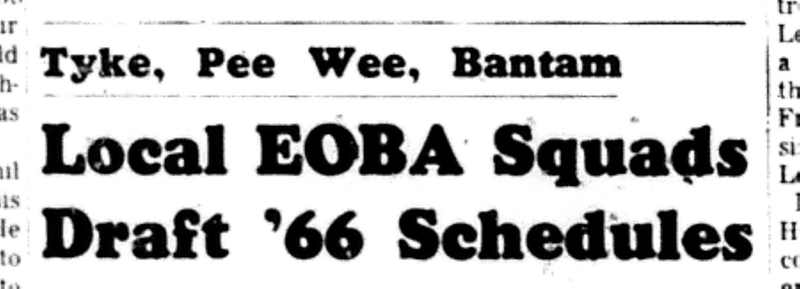 Tyke, Pee Wee, Bantam
Local EOBA Squads
Draft '66 Schedules